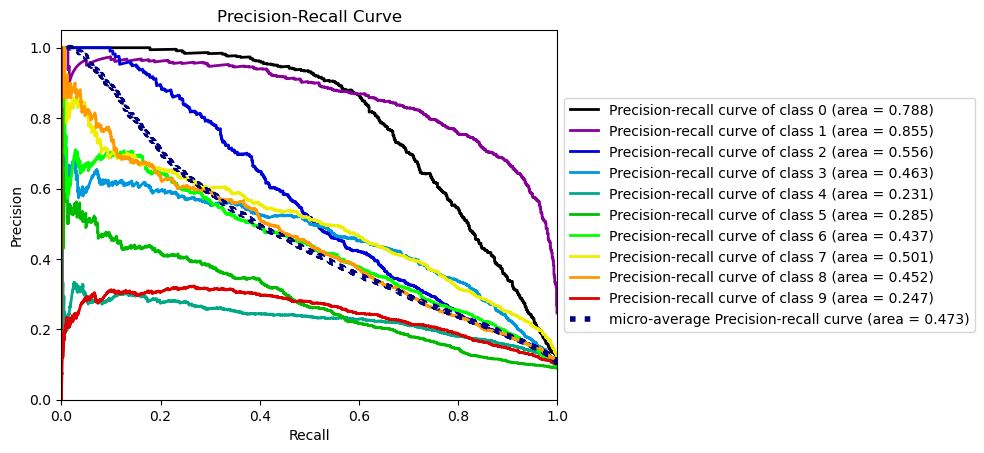 Precision-Recall Curve
1.0
0.8
0.6
0.4
0.2
0.0
Precision
0.0 0.2 0.4 0.6 0.8 1.0
Recall
Precision-recall curve of class 0 (area = 0.788)
Precision-recall curve of class 1 (area = 0.855)
Precision-recall curve of class 2 (area = 0.556)
Precision-recall curve of class 3 (area = 0.463)
Precision-recall curve of class 4 (area = 0.231)
Precision-recall curve of class 5 (area = 0.285)
Precision-recall curve of class 6 (area = 0.437)
Precision-recall curve of class 7 (area = 0.501)
Precision-recall curve of class 8 (area = 0.452)
Precision-recall curve of class 9 (area = 0.247)
micro-average Precision-recall curve (area = 0.473)